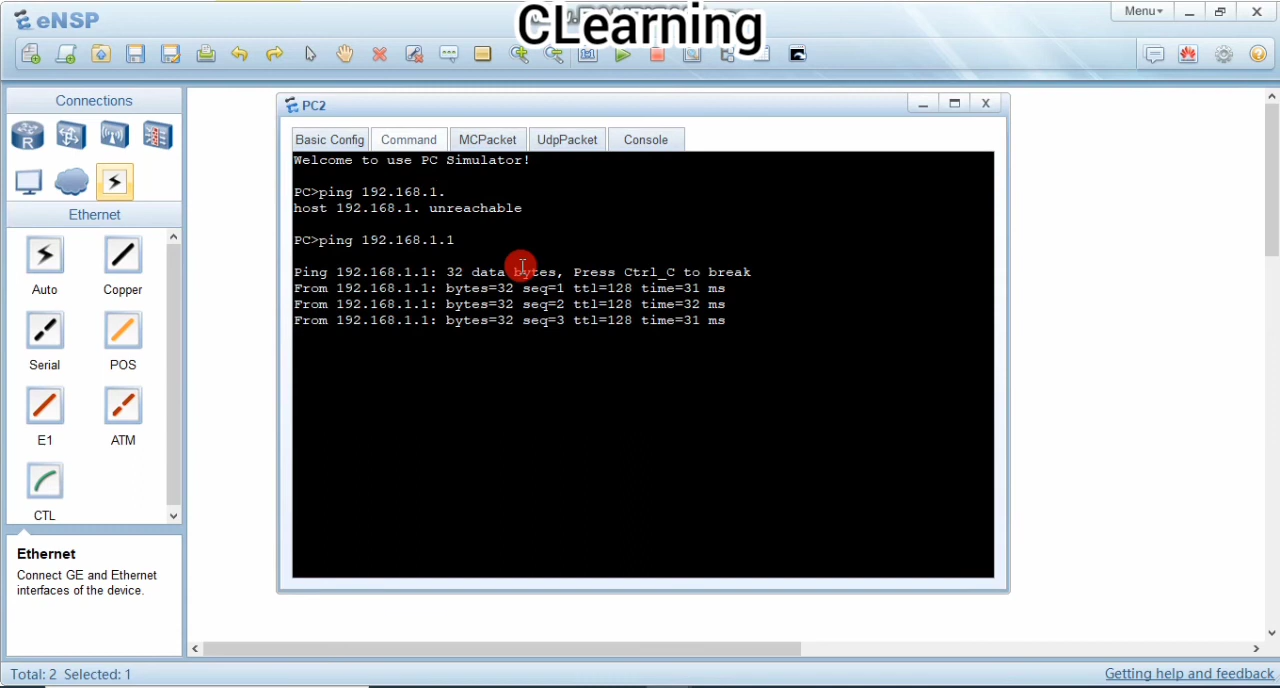 eNSP
CLearning
Menu
Connections
Ethernet
Auto
Copper
Serial
POS
E1
ATM
CTL
Ethernet
Connect GE and Ethernet
interfaces of the device.
PC2
Basic Config
Command
MCPacket
UdpPacket
Console
Welcome to use PC Simulator!
PC>ping 192.168.1.
host 192.168.1. unreachable
PC>ping 192.168.1.1
Ping 192.168.1.1: 32 data bytes, Press Ctrl_C to break
From 192.168.1.1: bytes=32 seq=1 ttl=128 time=31 ms
From 192.168.1.1: bytes=32 seq=2 ttl=128 time=32 ms
From 192.168.1.1: bytes=32 seq=3 ttl=128 time=31 ms
Total: 2 Selected: 1
Getting help and feedback